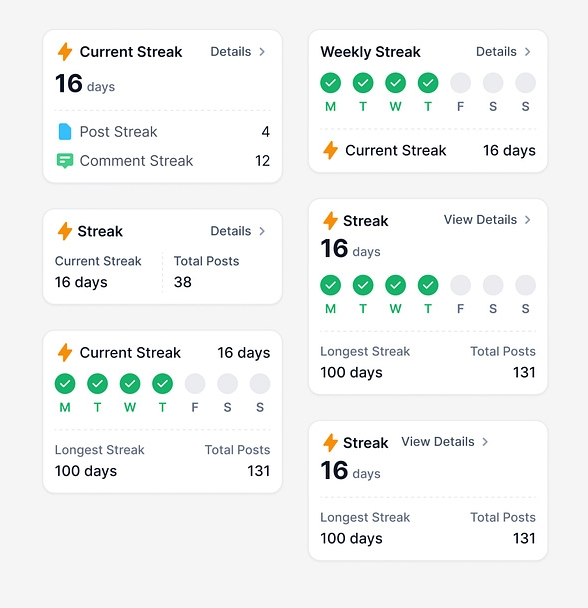 Current Streak Details
16 days
Post Streak 4
Comment Streak 12
Streak Details
Current Streak Total Posts
16 days 38
Current Streak 16 days
M T W T F S S
Longest Streak Total Posts
100 days 131
Weekly Streak Details
M T W T F S S
Current Streak 16 days
Streak View Details
16 days
M T W T F S S
Longest Streak Total Posts
100 days 131
Streak View Details
16 days
Longest Streak Total Posts
100 days 131